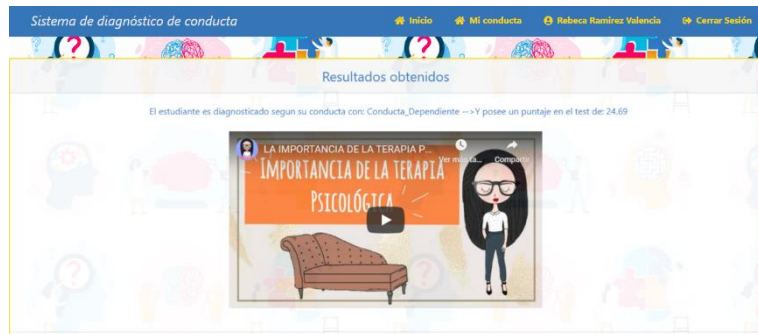 Sistema de diagnóstico de conducta
Inicio
Mi conducta
Rebeca Ramirez Valencia
Cerrar Sesión
Resultados obtenidos
El estudiante es diagnosticado segun su conducta con: Conducta_Dependiente -->Y posee un puntaje en el test de: 24.69
LA IMPORTANCIA DE LA TERAPIA P...
Ver más ta...
Compartir
IMPORTANCIA DE LA TERAPIA
PSICOLÓGICA